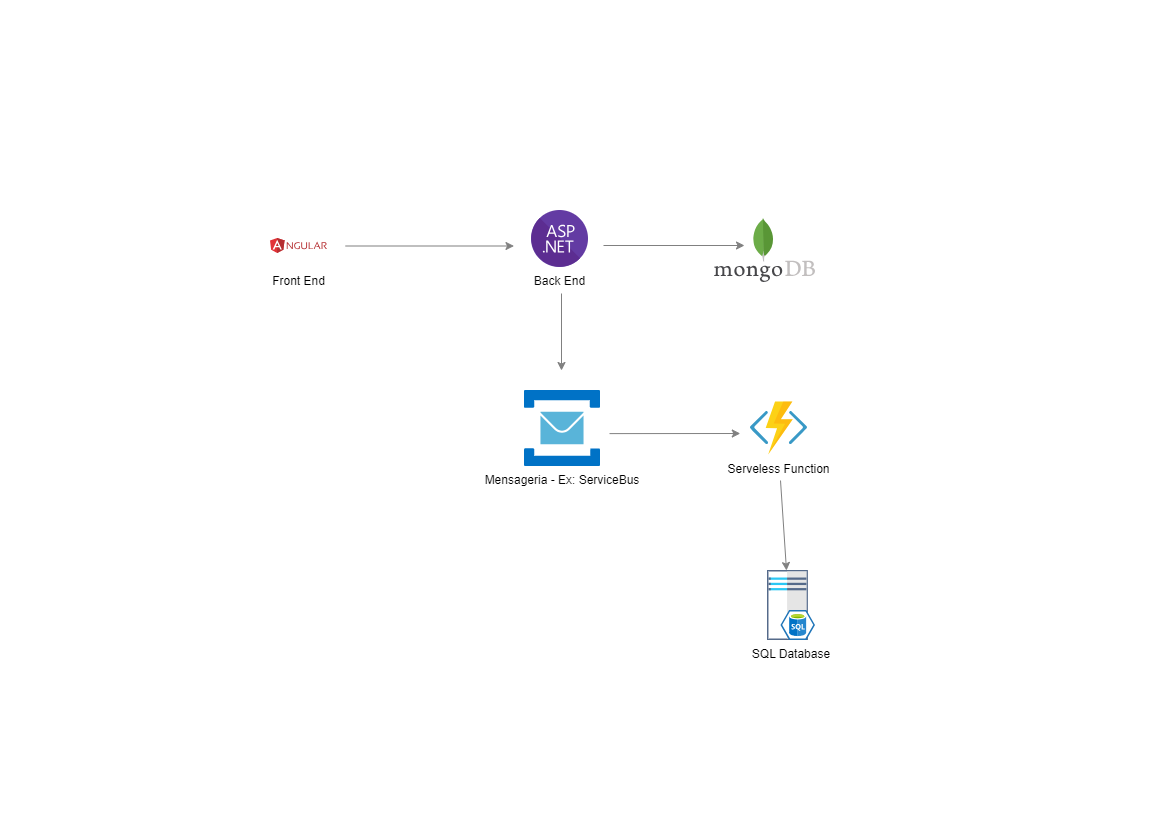 ANGULAR
ASP
.NET
mongoDB
Front End
Back End
Mensageria - Ex: ServiceBus
Serveless Function
SQL
SQL Database